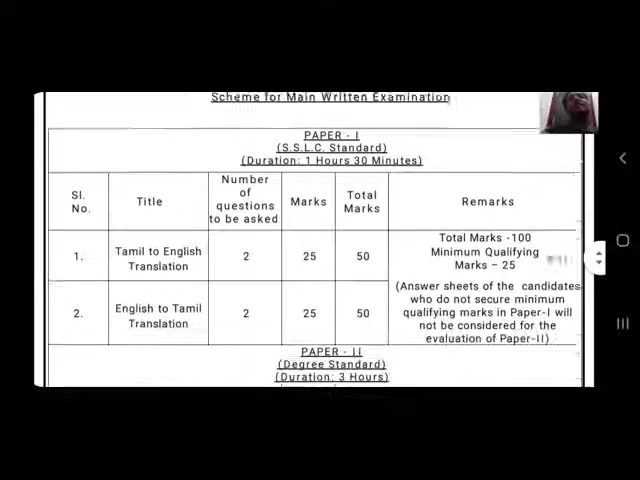 Scheme for Main Written Examination
PAPER - I
(S.S.L.C. Standard)
(Duration: 1 Hours 30 Minutes)
Sl. No.
Title
Number of questions to be asked
Marks
Total Marks
Remarks
1.
Tamil to English
Translation
2
25
50
Total Marks -100
Minimum Qualifying
Marks – 25
2.
English to Tamil
Translation
2
25
50
(Answer sheets of the candidates
who do not secure minimum
qualifying marks in Paper-I will
not be considered for the
evaluation of Paper-II)
PAPER - II
(Degree Standard)
(Duration: 3 Hours)